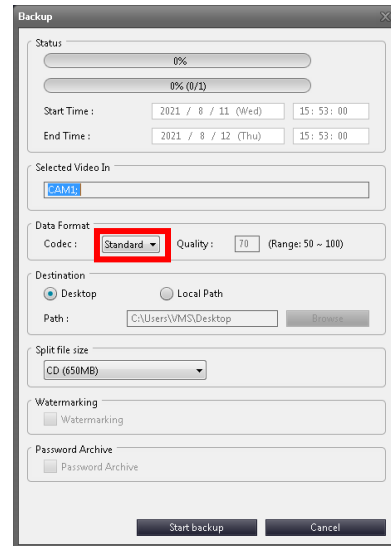 Backup
Status
0%
0% (0/1)
Start Time : 2021 / 8 / 11 (Wed) 15: 53: 00
End Time : 2021 / 8 / 12 (Thu) 15: 53: 00
Selected Video In
CAM1;
Data Format
Codec : Standard Quality : 70 (Range: 50 ~ 100)
Destination
Desktop Local Path
Path : C:\Users\VMS\Desktop Browse
Split file size
CD (650MB)
Watermarking
Watermarking
Password Archive
Password Archive
Start backup Cancel